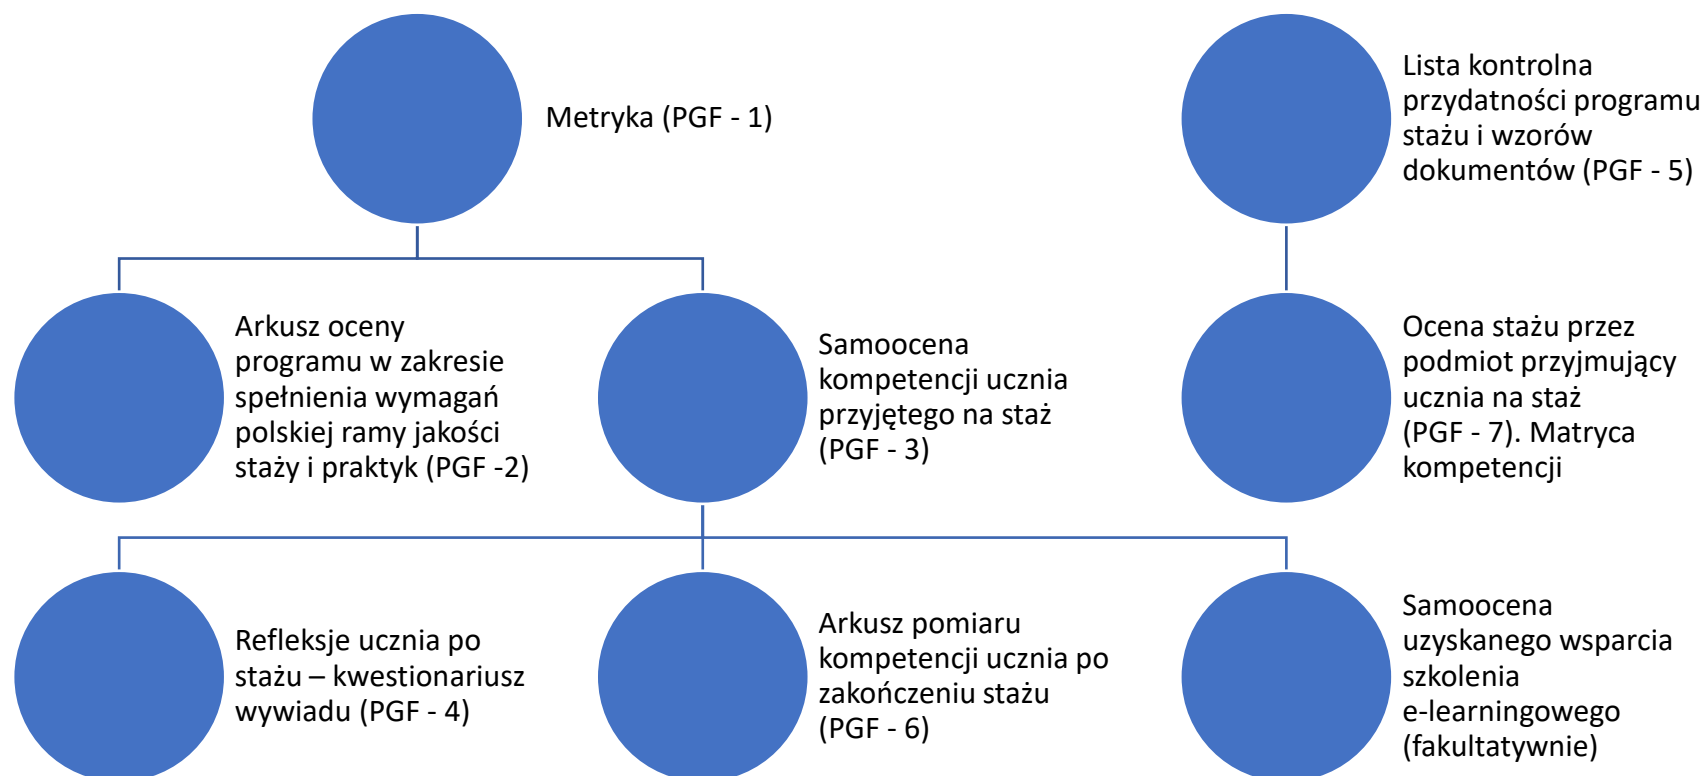 Metryka (PGF - 1)
Lista kontrolna
przydatności programu
stażu i wzorów
dokumentów (PGF - 5)
Arkusz oceny
programu w zakresie
spełnienia wymagań
polskiej ramy jakości
staży i praktyk (PGF -2)
Samoocena
kompetencji ucznia
przyjętego na staż
(PGF - 3)
Ocena stażu przez
podmiot przyjmujący
ucznia na staż
(PGF - 7). Matryca
kompetencji
Refleksje ucznia po
stażu – kwestionariusz
wywiadu (PGF - 4)
Arkusz pomiaru
kompetencji ucznia po
zakończeniu stażu
(PGF - 6)
Samoocena
uzyskanego wsparcia
szkolenia
e-learningowego
(fakultatywnie)